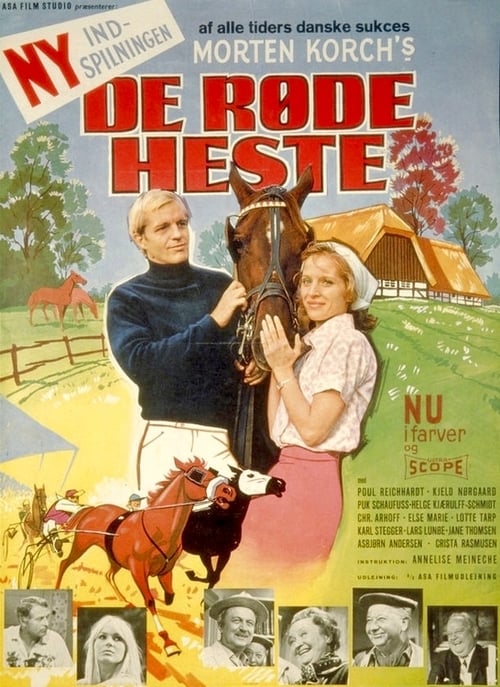 ASA FILM STUDIO præsenterer:
NY IND-
SPILNINGEN
af alle tiders danske sukces
MORTEN KORCH'S
DE RØDE
HESTE
NU
i farver
og
ULTRA
SCOPE
med
POUL REICHHARDT · KJELD NØRGAARD
PUK SCHAUFUSS · HELGE KJÆRULFF-SCHMIDT
CHR. ARHOFF · ELSE MARIE · LOTTE TARP
KARL STEGGER · LARS LUNØE · JANE THOMSEN
ASBJØRN ANDERSEN · CRISTA RASMUSEN
INSTRUKTION: ANNELISE MEINECHE
UDLEJNING: A/S ASA FILMUDLEJNING